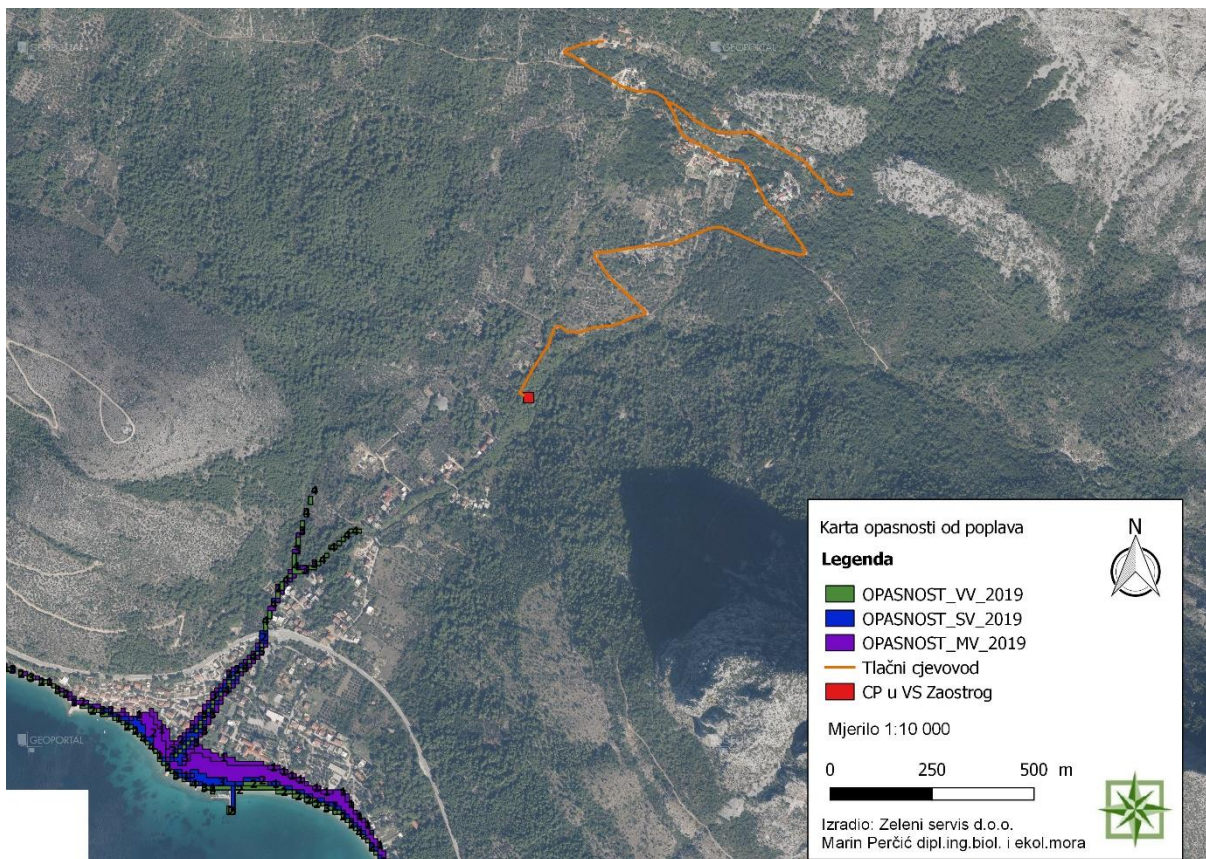 GEOPORTAL
GEOPORTAL
GEOPORTAL
Karta opasnosti od poplava
N
Legenda
OPASNOST_VV_2019
OPASNOST_SV_2019
OPASNOST_MV_2019
Tlačni cjevovod
CP u VS Zaostrog
Mjerilo 1:10 000
0 250 500 m
Izradio: Zeleni servis d.o.o.
Marin Perčić dipl.ing.biol. i ekol.mora